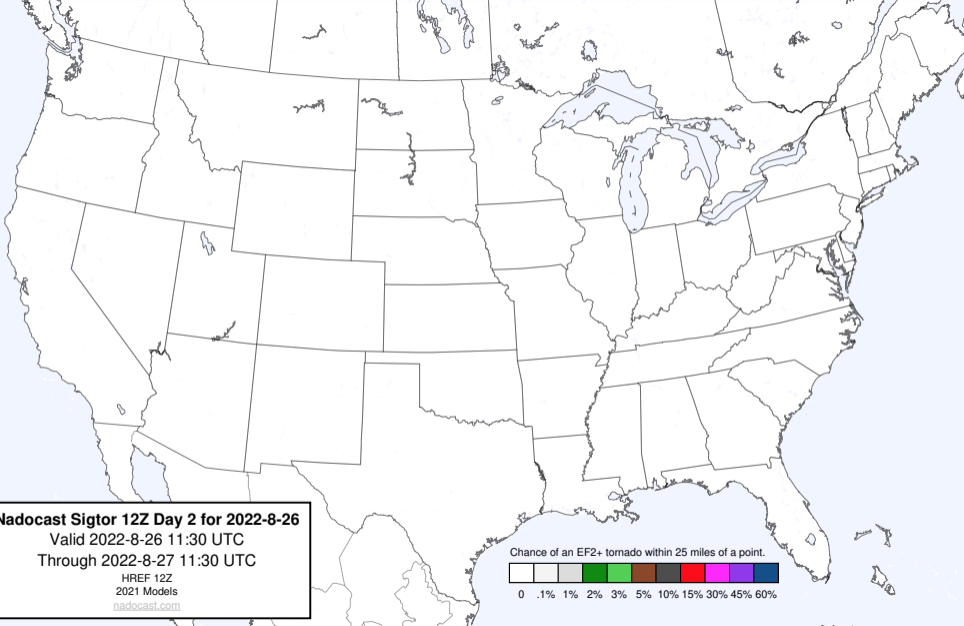 Nadocast Sigtor 12Z Day 2 for 2022-8-26
Valid 2022-8-26 11:30 UTC
Through 2022-8-27 11:30 UTC
HREF 12Z
2021 Models
nadocast.com
Chance of an EF2+ tornado within 25 miles of a point.
0 .1% 1% 2% 3% 5% 10% 15% 30% 45% 60%